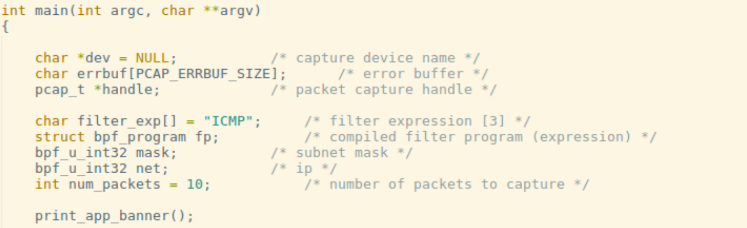 int main(int argc, char **argv)
{
char *dev = NULL; /* capture device name */
char errbuf[PCAP_ERRBUF_SIZE]; /* error buffer */
pcap_t *handle; /* packet capture handle */
char filter_exp[] = "ICMP"; /* filter expression [3] */
struct bpf_program fp; /* compiled filter program (expression) */
bpf_u_int32 mask; /* subnet mask */
bpf_u_int32 net; /* ip */
int num_packets = 10; /* number of packets to capture */
print_app_banner();